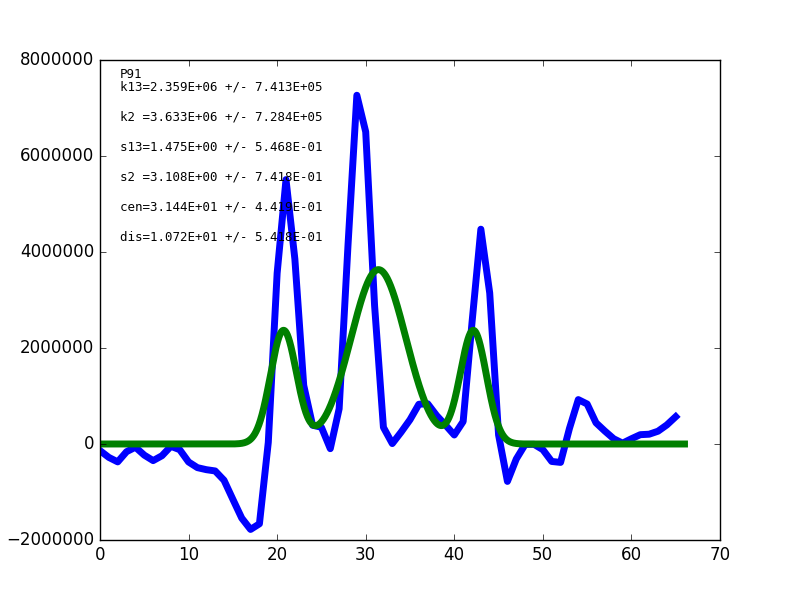 8000000
6000000
4000000
2000000
0
−2000000
0 10 20 30 40 50 60 70
P91
k13=2.359E+06 +/- 7.413E+05
k2 =3.633E+06 +/- 7.284E+05
s13=1.475E+00 +/- 5.468E-01
s2 =3.108E+00 +/- 7.418E-01
cen=3.144E+01 +/- 4.419E-01
dis=1.072E+01 +/- 5.428E-01